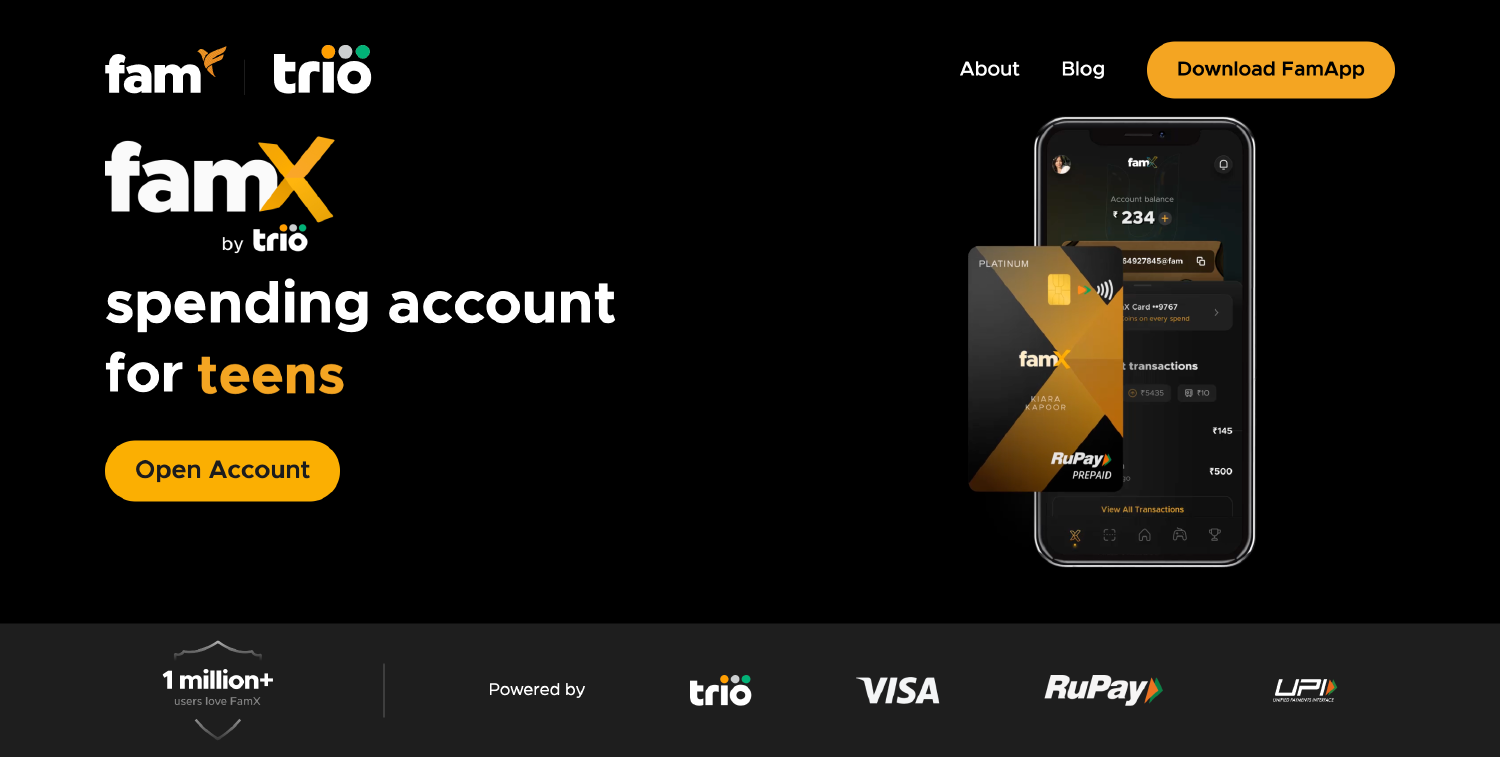 fam
trio
About
Blog
Download FamApp
famX
by trio
spending account
for teens
Open Account
famX
Account balance
₹ 234
64927845@fam
X Card ••9767
on every spend
transactions
₹5435
₹10
₹145
₹500
View All Transactions
PLATINUM
famX
KIARA
KAPOOR
RuPay
PREPAID
1 million+
users love FamX
Powered by
trio
VISA
RuPay
UPI
UNIFIED PAYMENTS INTERFACE